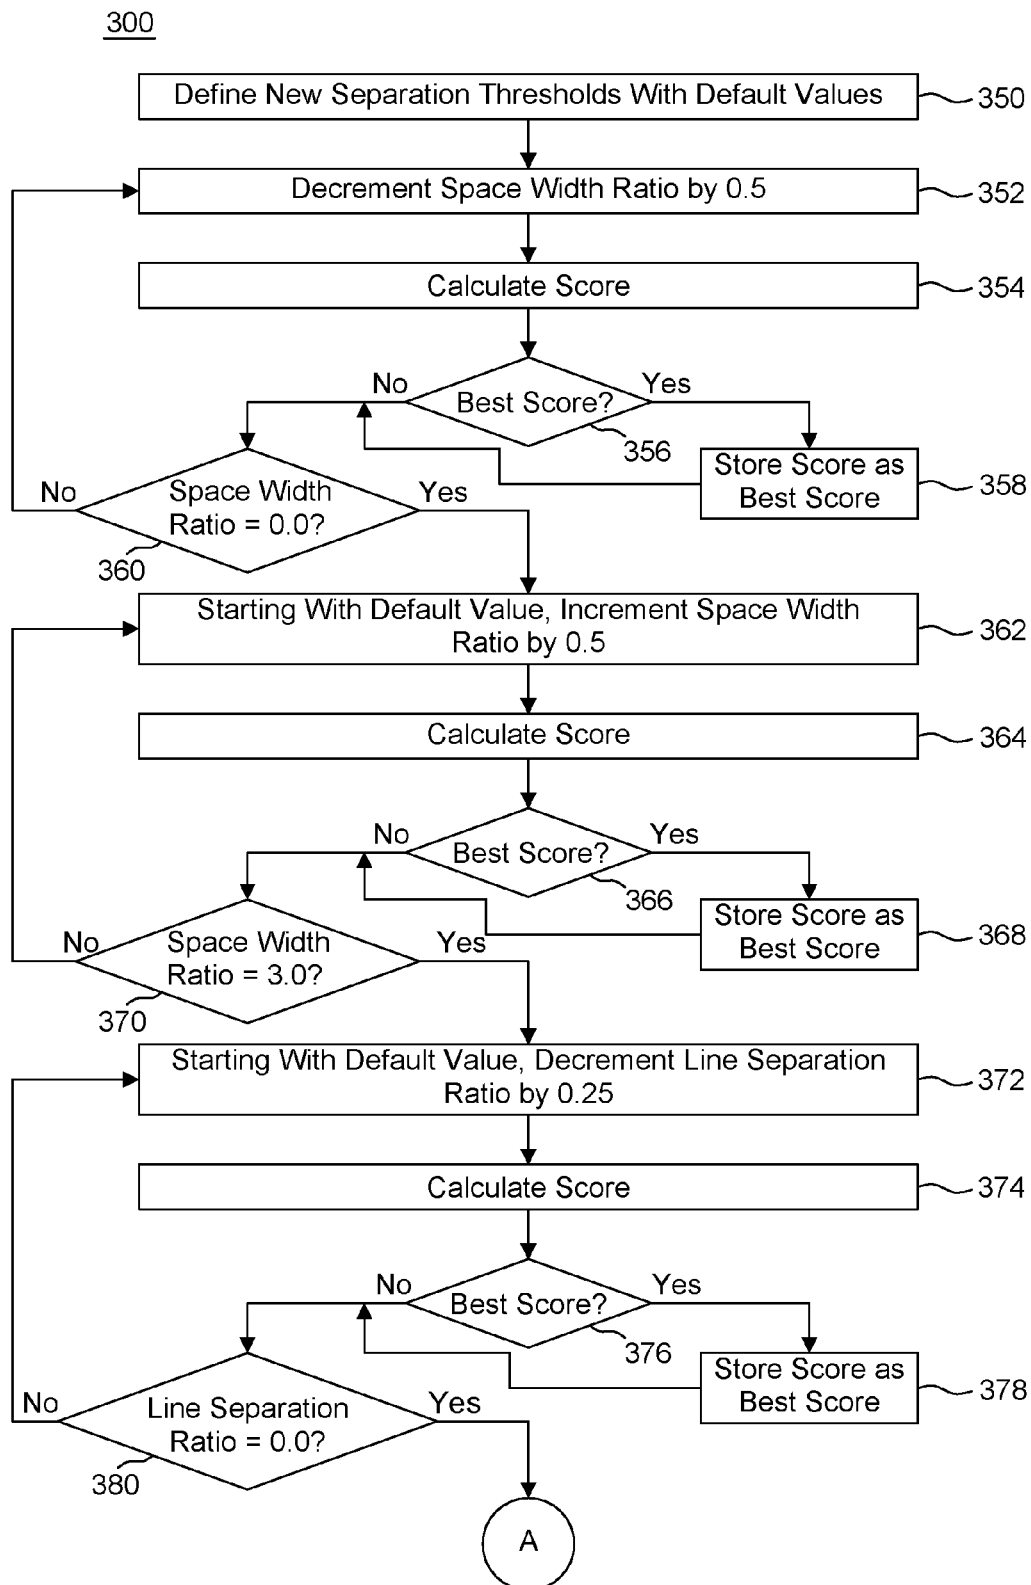 300
Define New Separation Thresholds With Default Values
350
Decrement Space Width Ratio by 0.5
352
Calculate Score
354
No
Yes
Best Score?
356
Store Score as
Best Score
358
No
Space Width
Ratio = 0.0?
Yes
360
Starting With Default Value, Increment Space Width
Ratio by 0.5
362
Calculate Score
364
No
Yes
Best Score?
366
Store Score as
Best Score
368
No
Space Width
Ratio = 3.0?
Yes
370
Starting With Default Value, Decrement Line Separation
Ratio by 0.25
372
Calculate Score
374
No
Yes
Best Score?
376
Store Score as
Best Score
378
No
Line Separation
Ratio = 0.0?
Yes
380
A